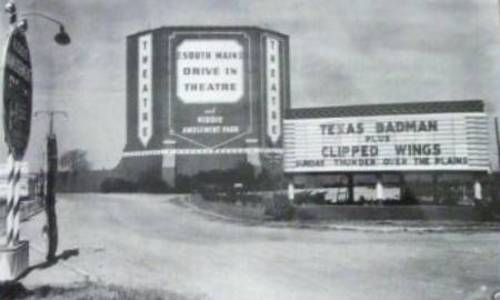 THEATRE
SOUTH MAIN
DRIVE IN
THEATRE
and
KIDDIE
AMUSEMENT PARK
THEATRE
TEXAS BADMAN
PLUS
CLIPPED WINGS
SUNDAY THUNDER OVER THE PLAINS